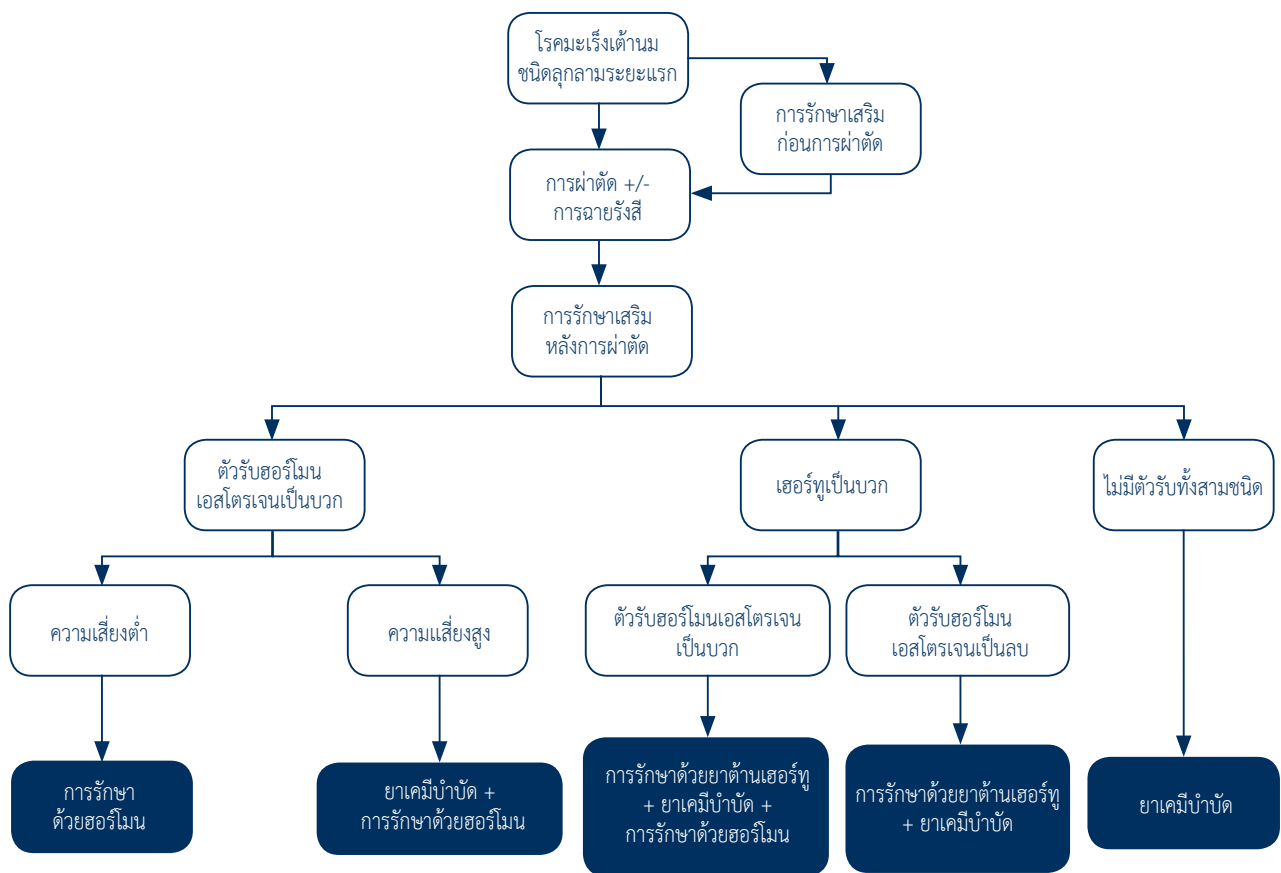 โรคมะเร็งเต้านม
ชนิดลุกลามระยะแรก
การรักษาเสริม
ก่อนการผ่าตัด
การผ่าตัด +/-
การฉายรังสี
การรักษาเสริม
หลังการผ่าตัด
ตัวรับฮอร์โมน
เอสโตรเจนเป็นบวก
เฮอร์ทูเป็นบวก
ไม่มีตัวรับทั้งสามชนิด
ความเสี่ยงต่ำ
ความแสี่ยงสูง
ตัวรับฮอร์โมนเอสโตรเจน
เป็นบวก
ตัวรับฮอร์โมน
เอสโตรเจนเป็นลบ
การรักษา
ด้วยฮอร์โมน
ยาเคมีบำบัด +
การรักษาด้วยฮอร์โมน
การรักษาด้วยยาต้านเฮอร์ทู
+ ยาเคมีบำบัด +
การรักษาด้วยฮอร์โมน
การรักษาด้วยยาต้านเฮอร์ทู
+ ยาเคมีบำบัด
ยาเคมีบำบัด